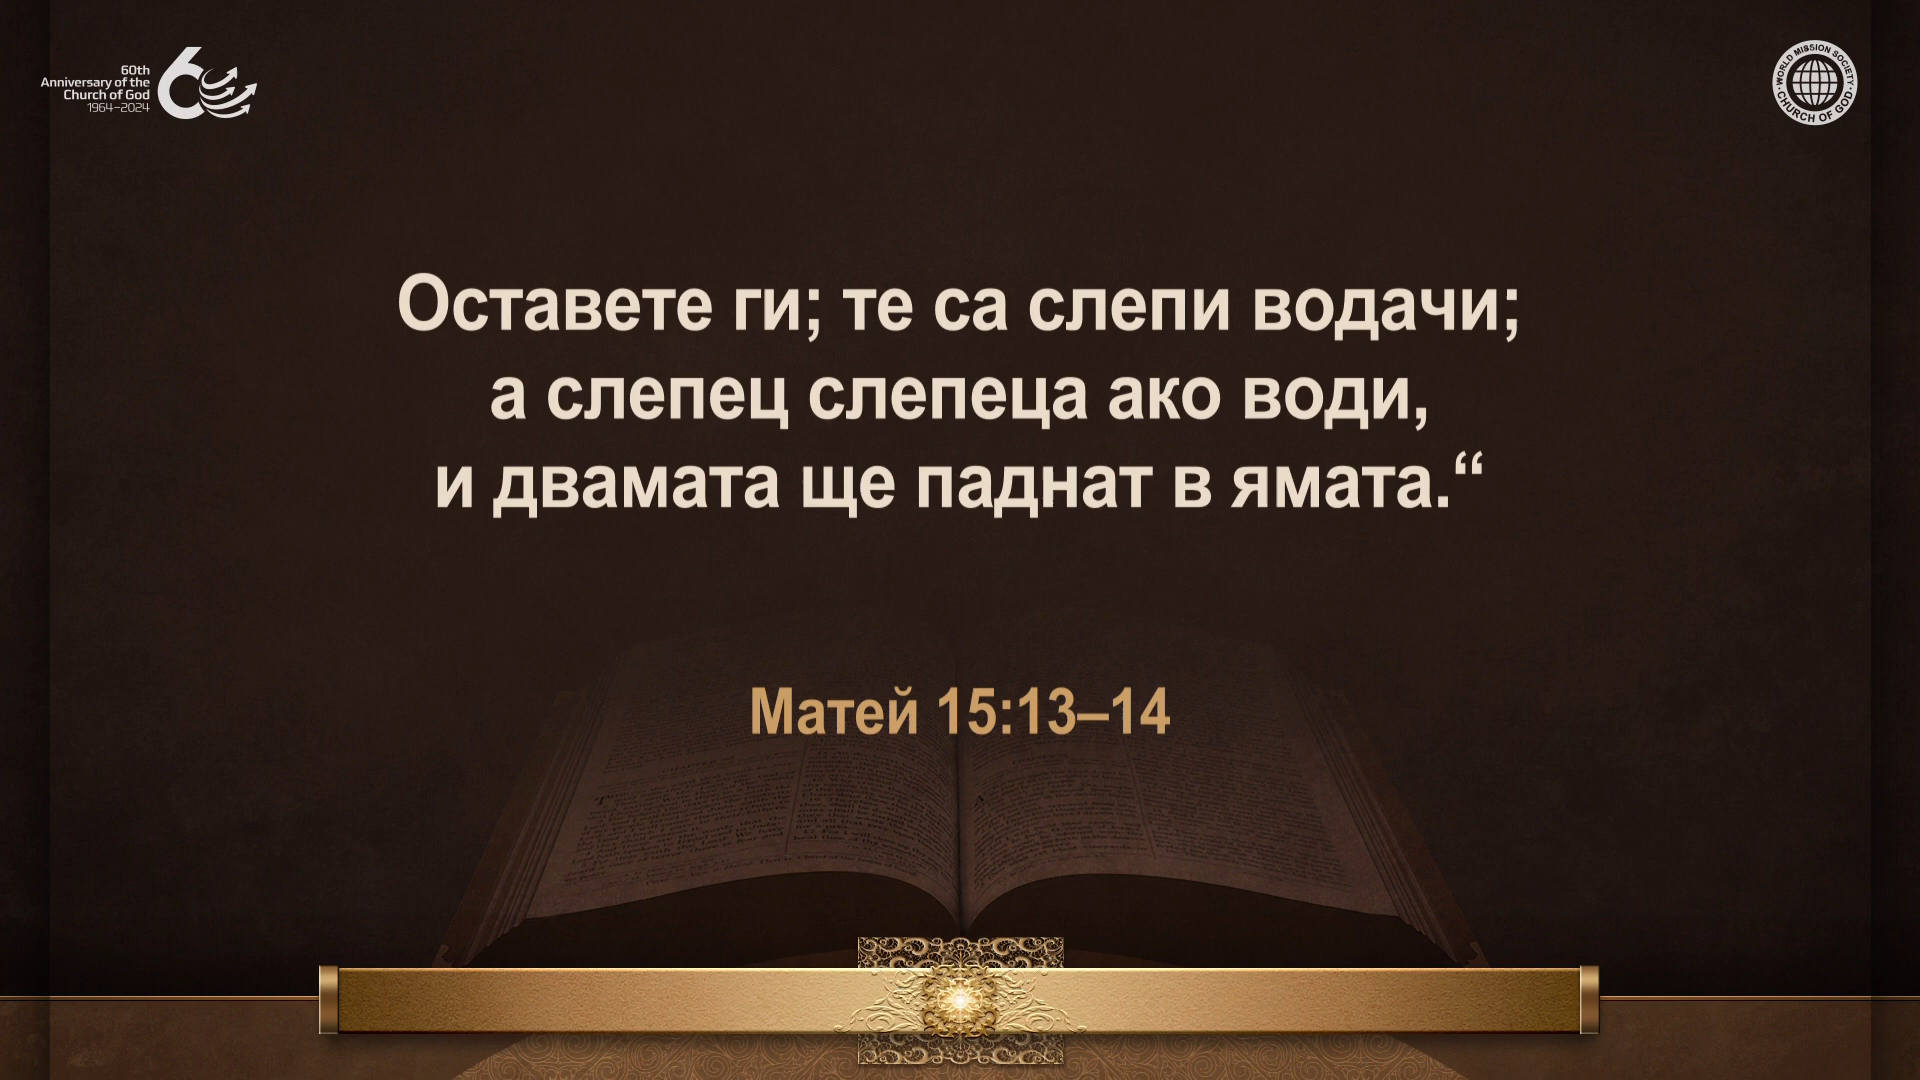 60th
Anniversary of the
Church of God
1964–2024
WORLD MISSION SOCIETY
CHURCH OF GOD
Оставете ги; те са слепи водачи;
а слепец слепеца ако води,
и двамата ще паднат в ямата.“
Матей 15:13–14